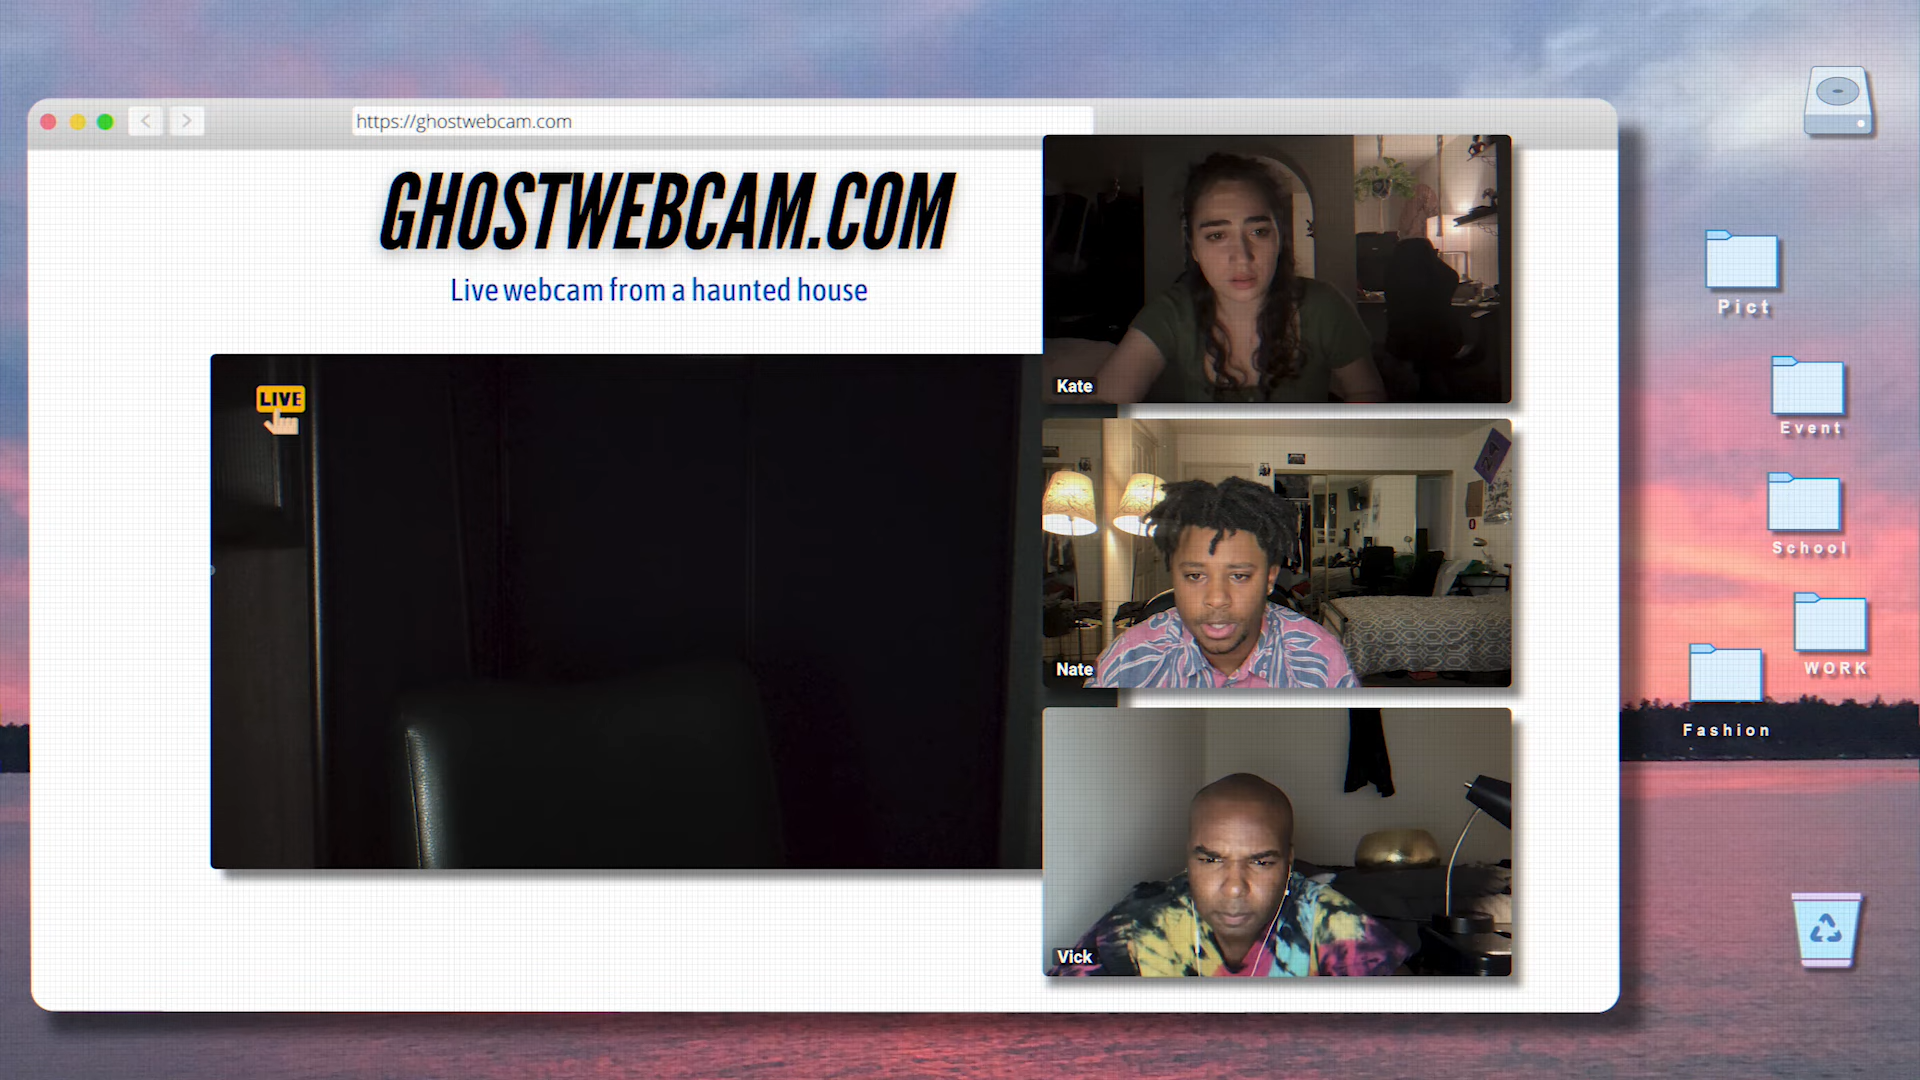 https://ghostwebcam.com
GHOSTWEBCAM.COM
Live webcam from a haunted house
LIVE
Kate
Nate
Vick
Pict
Event
School
WORK
Fashion